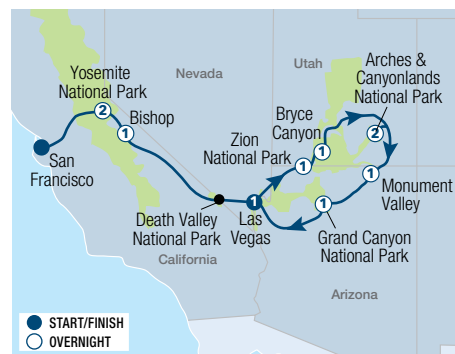 Yosemite
National Park
2
Nevada
Bishop
1
San
Francisco
Utah
Arches &
Canyonlands
National Park
2
Bryce
Canyon
1
Zion
National Park
1
Monument
Valley
1
Death Valley
National Park
1
Las
Vegas
1
Grand Canyon
National Park
California
Arizona
START/FINISH
OVERNIGHT